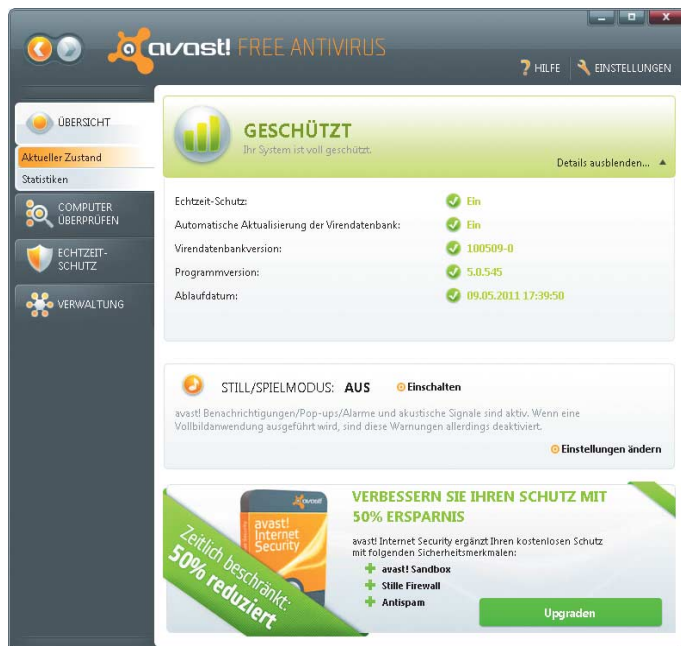 avast! FREE ANTIVIRUS
HILFE
EINSTELLUNGEN
ÜBERSICHT
Aktueller Zustand
Statistiken
COMPUTER
ÜBERPRÜFEN
ECHTZEIT-
SCHUTZ
VERWALTUNG
GESCHÜTZT
Ihr System ist voll geschützt.
Details ausblenden...
Echtzeit-Schutz: Ein
Automatische Aktualisierung der Virendatenbank: Ein
Virendatenbankversion: 100509-0
Programmversion: 5.0.545
Ablaufdatum: 09.05.2011 17:39:50
STILL/SPIELMODUS: AUS Einschalten
avast! Benachrichtigungen/Pop-ups/Alarme und akustische Signale sind aktiv. Wenn eine
Vollbildanwendung ausgeführt wird, sind diese Warnungen allerdings deaktiviert.
Einstellungen ändern
avast!
avast!
Internet
Security
Zeitlich beschränkt:
50% reduziert
VERBESSERN SIE IHREN SCHUTZ MIT
50% ERSPARNIS
avast! Internet Security ergänzt Ihren kostenlosen Schutz
mit folgenden Sicherheitsmerkmalen:
avast! Sandbox
Stille Firewall
Antispam
Upgraden